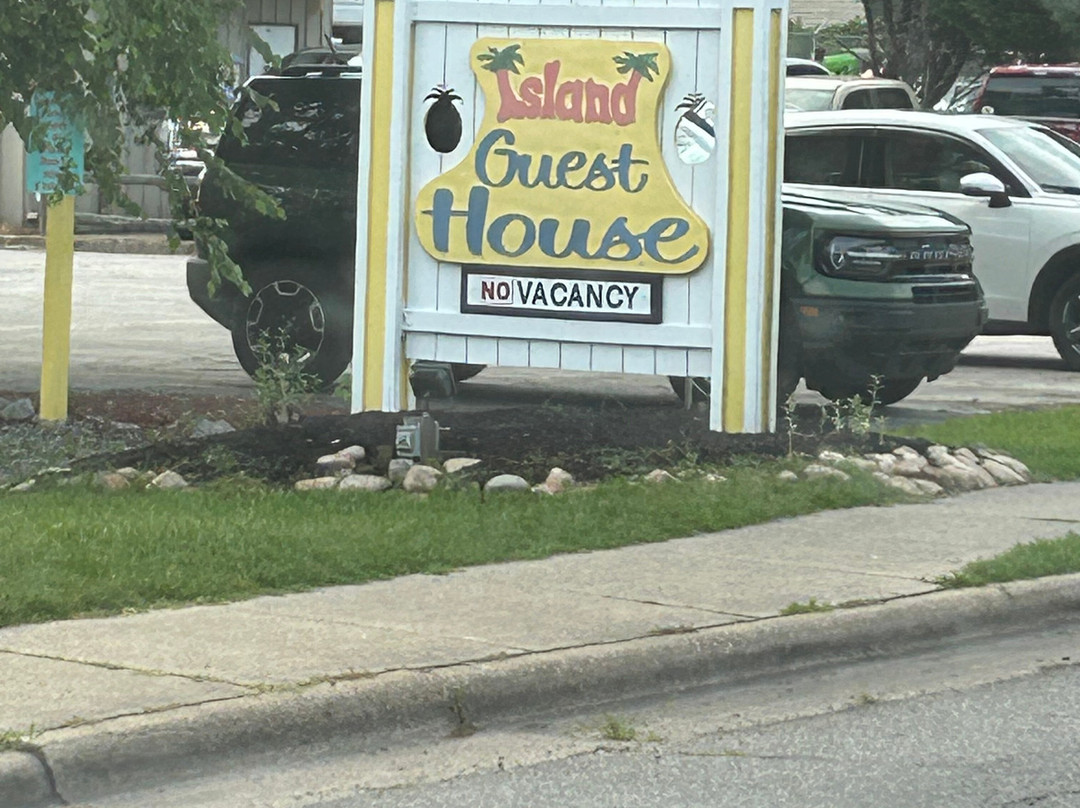 Island
Guest
House
NO VACANCY